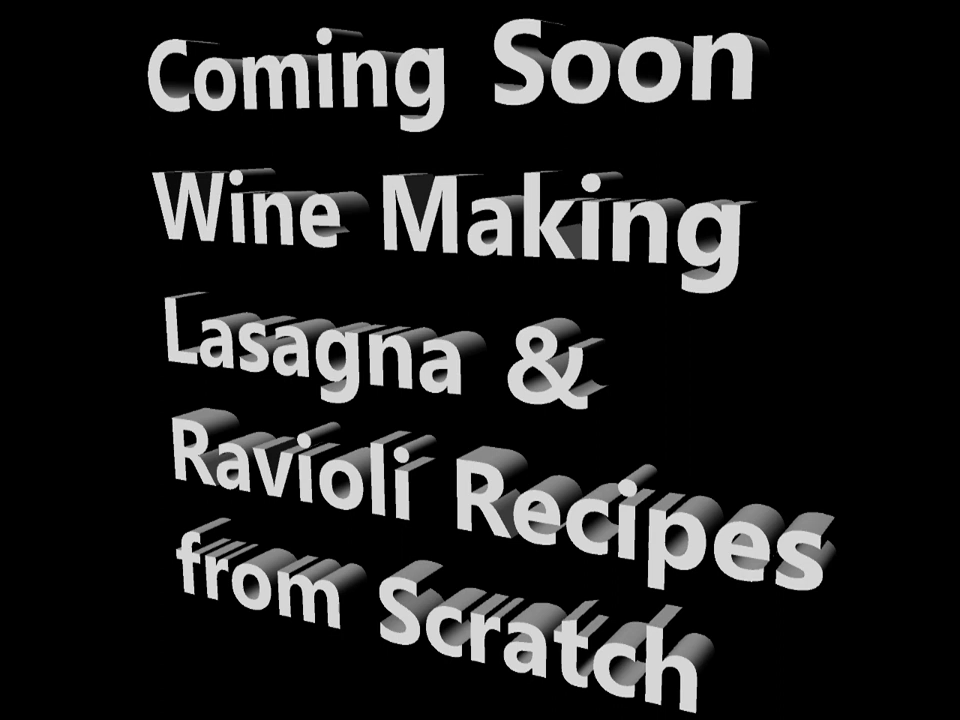 Coming Soon
Wine Making
Lasagna &
Ravioli Recipes
from Scratch